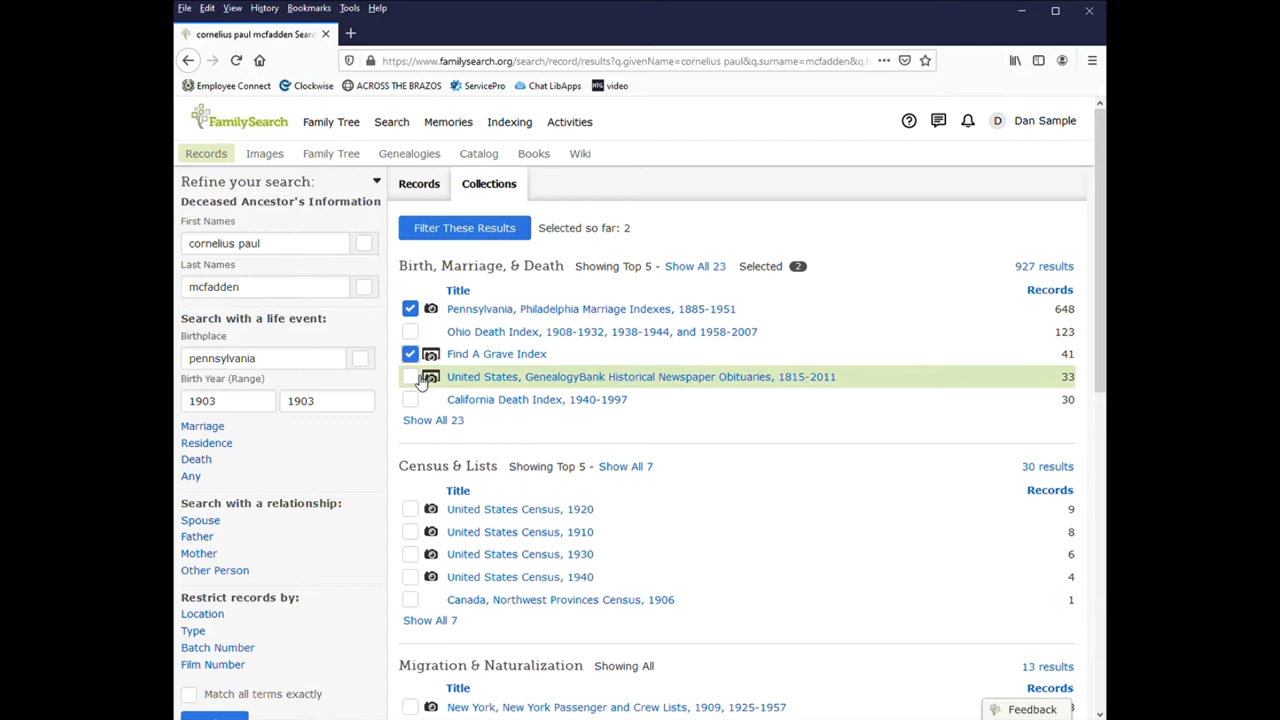 File Edit View History Bookmarks Tools Help
cornelius paul mcfadden Sear
https://www.familysearch.org/search/record/results?q.givenName=cornelius paul&q.surname=mcfadden&q.
Employee Connect Clockwise ACROSS THE BRAZOS ServicePro Chat LibApps HTG video
FamilySearch Family Tree Search Memories Indexing Activities D Dan Sample
Records Images Family Tree Genealogies Catalog Books Wiki
Refine your search:
Deceased Ancestor's Information
First Names
cornelius paul
Last Names
mcfadden
Search with a life event:
Birthplace
pennsylvania
Birth Year (Range)
1903 1903
Marriage
Residence
Death
Any
Search with a relationship:
Spouse
Father
Mother
Other Person
Restrict records by:
Location
Type
Batch Number
Film Number
Match all terms exactly
Records Collections
Filter These Results Selected so far: 2
Birth, Marriage, & Death Showing Top 5 - Show All 23 Selected 2 927 results
Title Records
Pennsylvania, Philadelphia Marriage Indexes, 1885-1951 648
Ohio Death Index, 1908-1932, 1938-1944, and 1958-2007 123
Find A Grave Index 41
United States, GenealogyBank Historical Newspaper Obituaries, 1815-2011 33
California Death Index, 1940-1997 30
Show All 23
Census & Lists Showing Top 5 - Show All 7 30 results
Title Records
United States Census, 1920 9
United States Census, 1910 8
United States Census, 1930 6
United States Census, 1940 4
Canada, Northwest Provinces Census, 1906 1
Show All 7
Migration & Naturalization Showing All 13 results
Title Records
New York, New York Passenger and Crew Lists, 1909, 1925-1957
Feedback